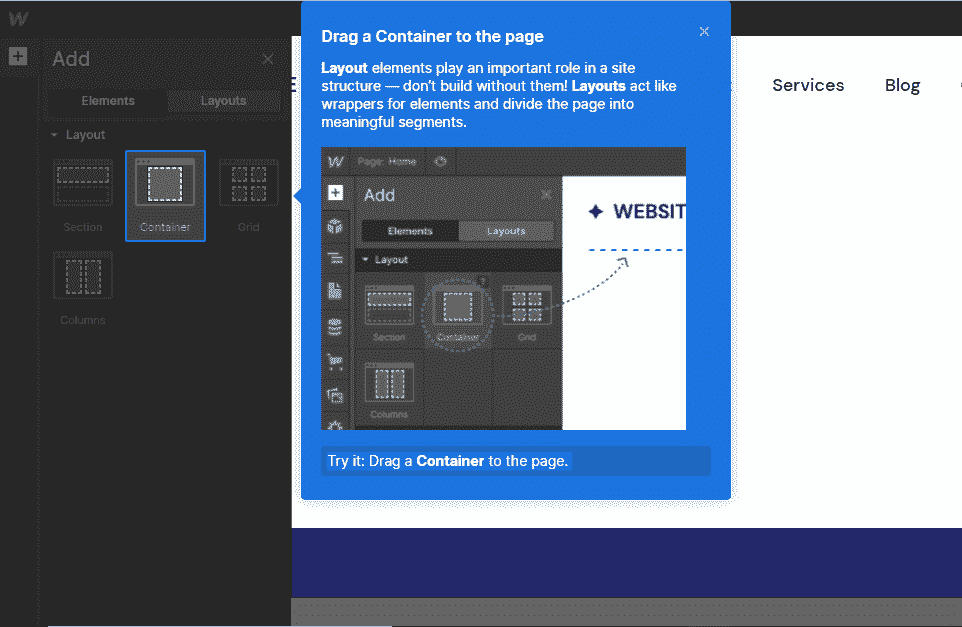 W
Add
Elements
Layouts
Layout
Section
Container
Grid
Columns
Drag a Container to the page
Layout elements play an important role in a site
structure — don't build without them! Layouts act like
wrappers for elements and divide the page into
meaningful segments.
W Page: Home
Add
Elements
Layouts
Layout
Section
Container
Grid
Columns
WEBSIT
Try it: Drag a Container to the page.
E
Services
Blog